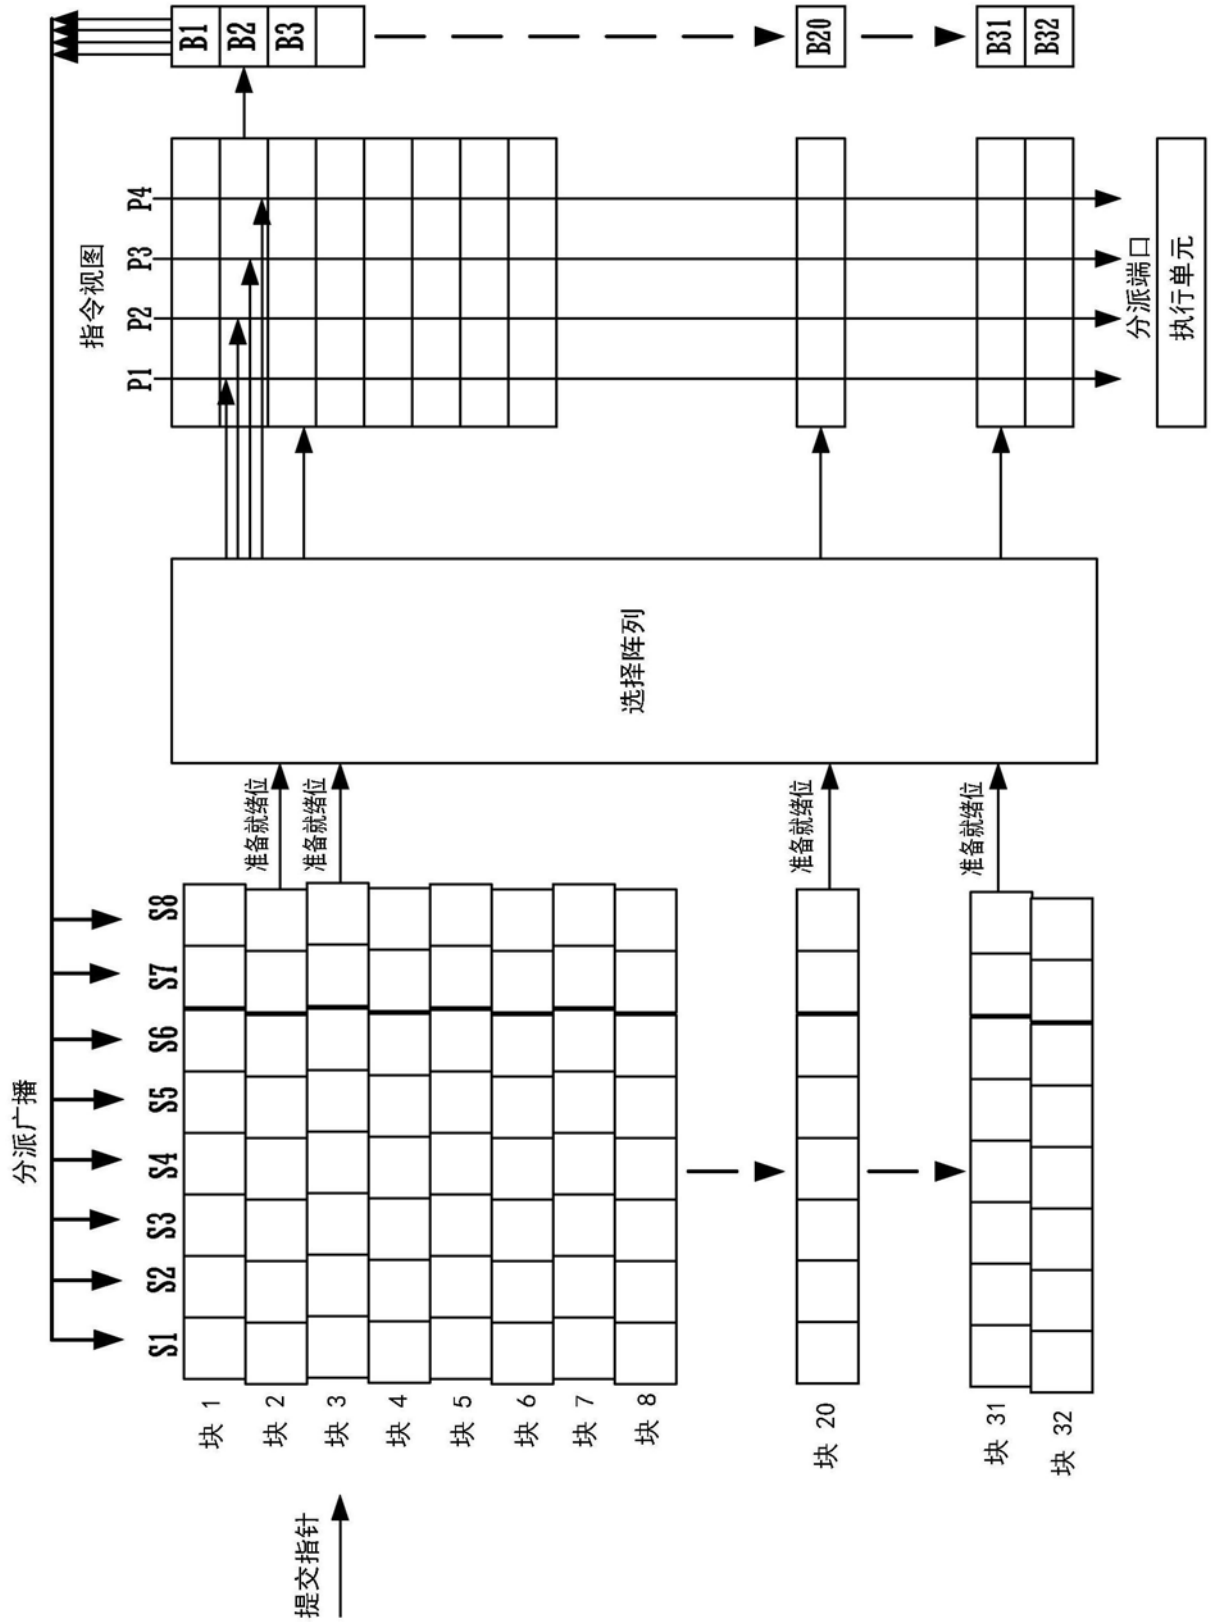 分派广播
S1 S2 S3 S4 S5 S6 S7 S8
指令视图
P1 P2 P3 P4
B1
B2
B3
B20
B31
B32
块 1
块 2
块 3
块 4
块 5
块 6
块 7
块 8
块 20
块 31
块 32
提交指针
准备就绪位
准备就绪位
准备就绪位
准备就绪位
选择阵列
分派端口
执行单元